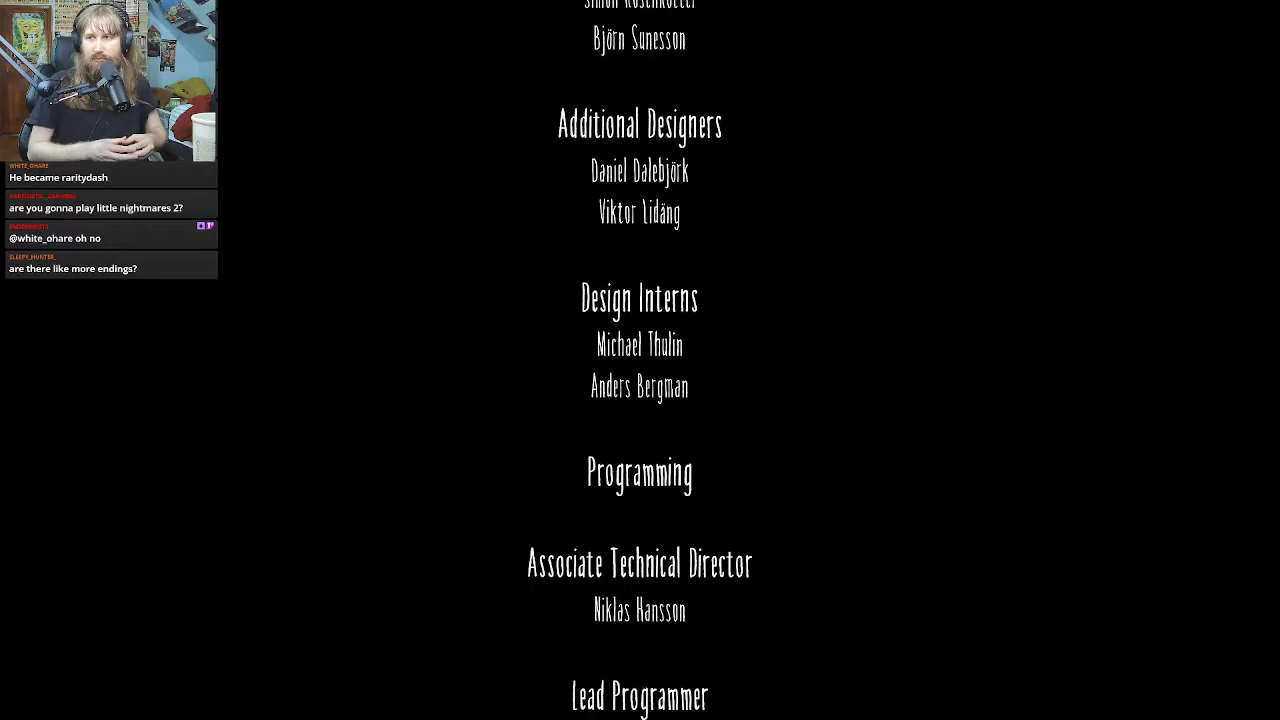 Björn Sunesson
Additional Designers
Daniel Dalebjörk
Viktor Lidäng
Design Interns
Michael Thulin
Anders Bergman
Programming
Associate Technical Director
Niklas Hansson
Lead Programmer
WHITE_OHARE
He became raritydash
are you gonna play little nightmares 2?
@white_ohare oh no
SLEEPY_HUNTER_
are there like more endings?